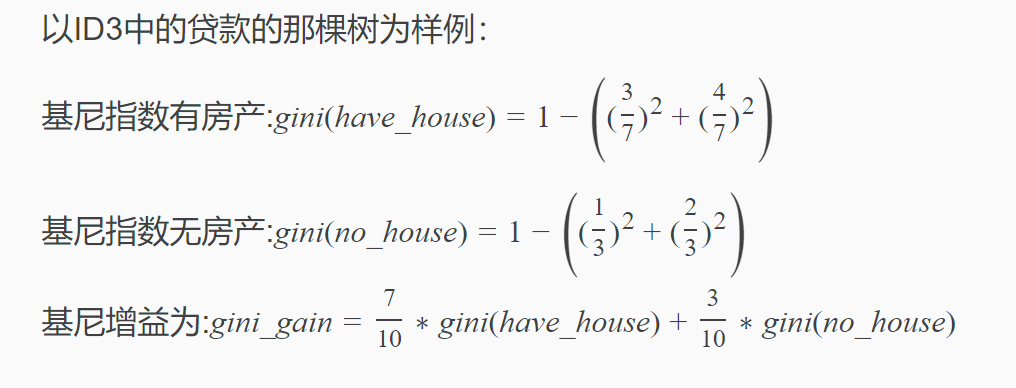 以ID3中的贷款的那棵树为样例：
基尼指数有房产:gini(have_house) = 1 − ((3/7)² + (4/7)²)
基尼指数无房产:gini(no_house) = 1 − ((1/3)² + (2/3)²)
基尼增益为:gini_gain = 7/10 * gini(have_house) + 3/10 * gini(no_house)